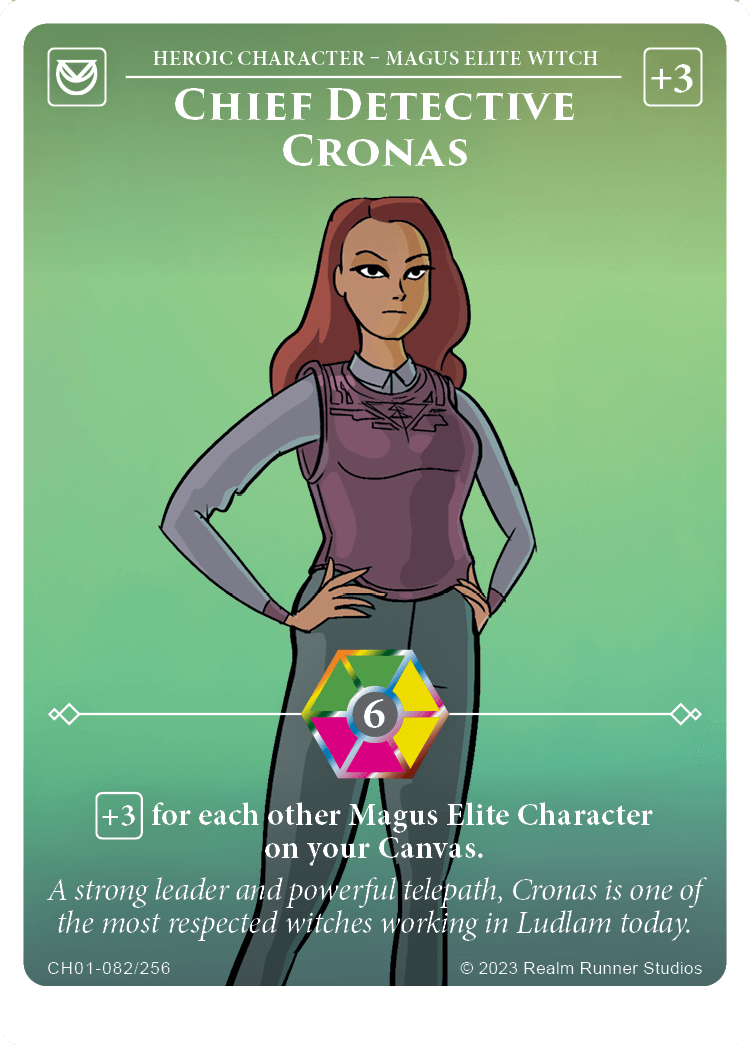 HEROIC CHARACTER – MAGUS ELITE WITCH
+3
CHIEF DETECTIVE
CRONAS
6
+3 for each other Magus Elite Character
on your Canvas.
A strong leader and powerful telepath, Cronas is one of
the most respected witches working in Ludlam today.
CH01-082/256
© 2023 Realm Runner Studios